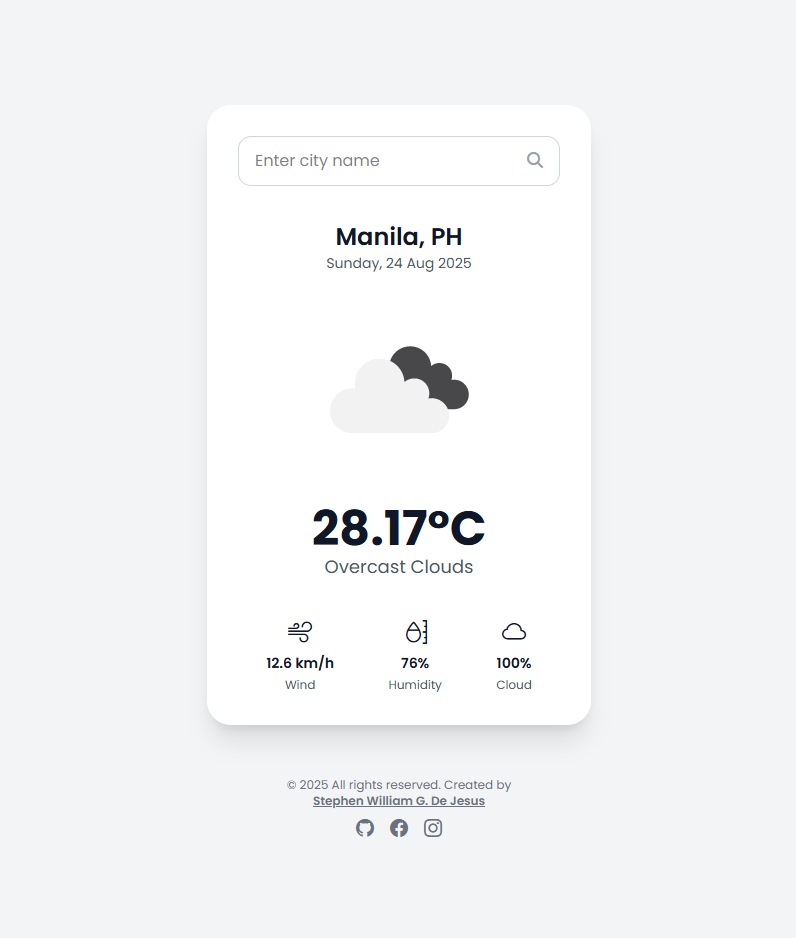 Enter city name
Manila, PH
Sunday, 24 Aug 2025
28.17°C
Overcast Clouds
12.6 km/h
76%
100%
Wind
Humidity
Cloud
© 2025 All rights reserved. Created by
Stephen William G. De Jesus